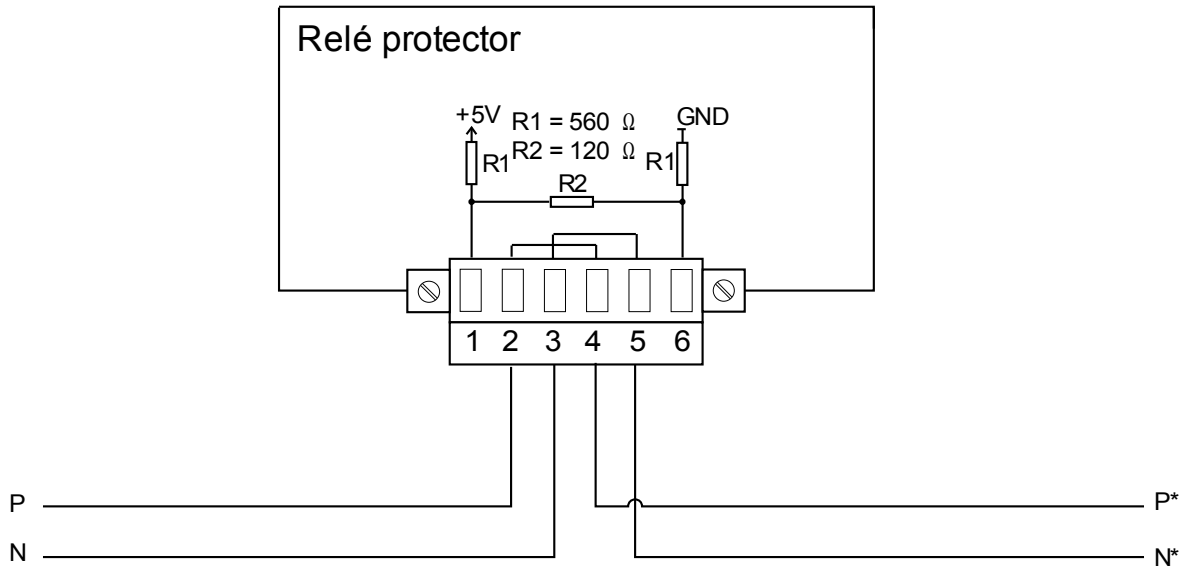 Relé protector
+5V R1 = 560 Ω GND
R1 R2 = 120 Ω R1
R2
1 2 3 4 5 6
P P*
N N*